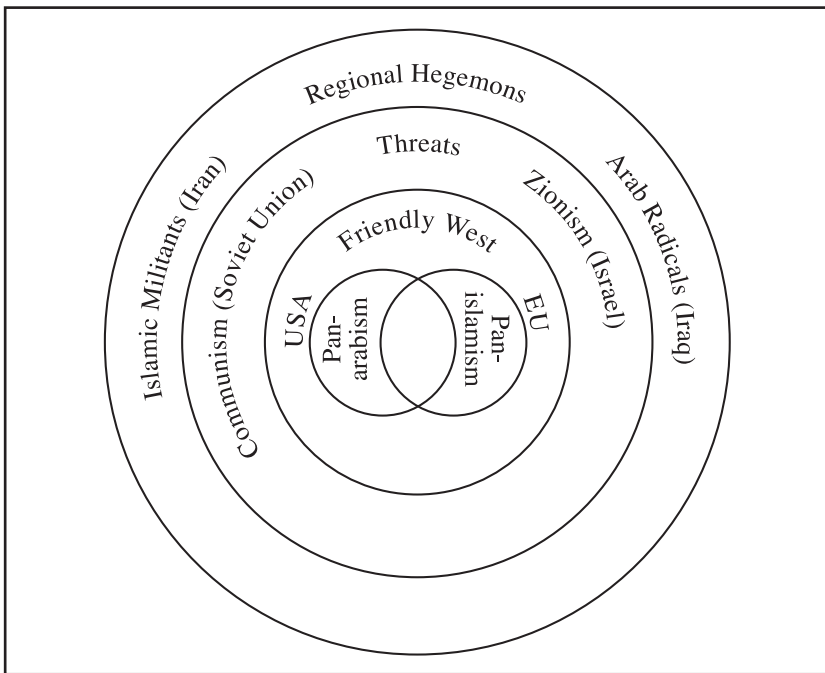 Regional Hegemons
Islamic Militants (Iran)
Arab Radicals (Iraq)
Threats
Communism (Soviet Union)
Zionism (Israel)
Friendly West
USA
EU
Pan-
arabism
Pan-
islamism